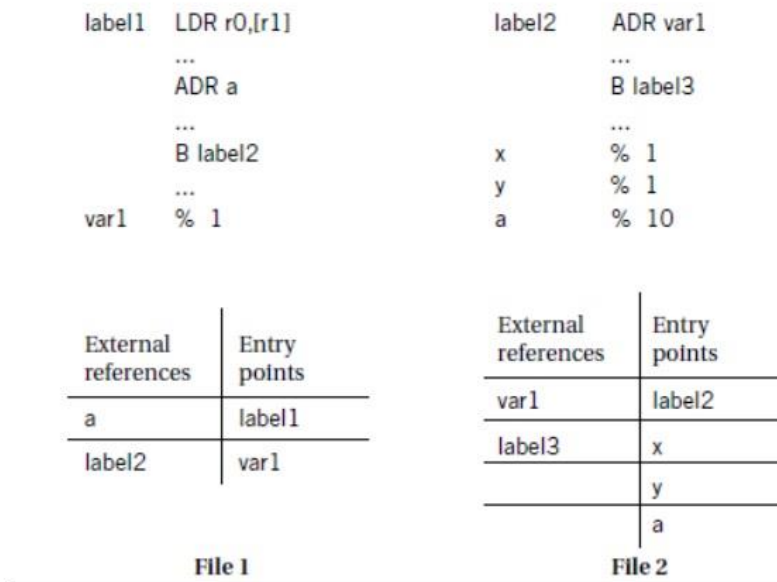 label1 LDR r0,[r1]
...
ADR a
...
B label2
...
var1 % 1
External references Entry points
a label1
label2 var1
File 1
label2 ADR var1
...
B label3
...
x % 1
y % 1
a % 10
External references Entry points
var1 label2
label3 x
y
a
File 2